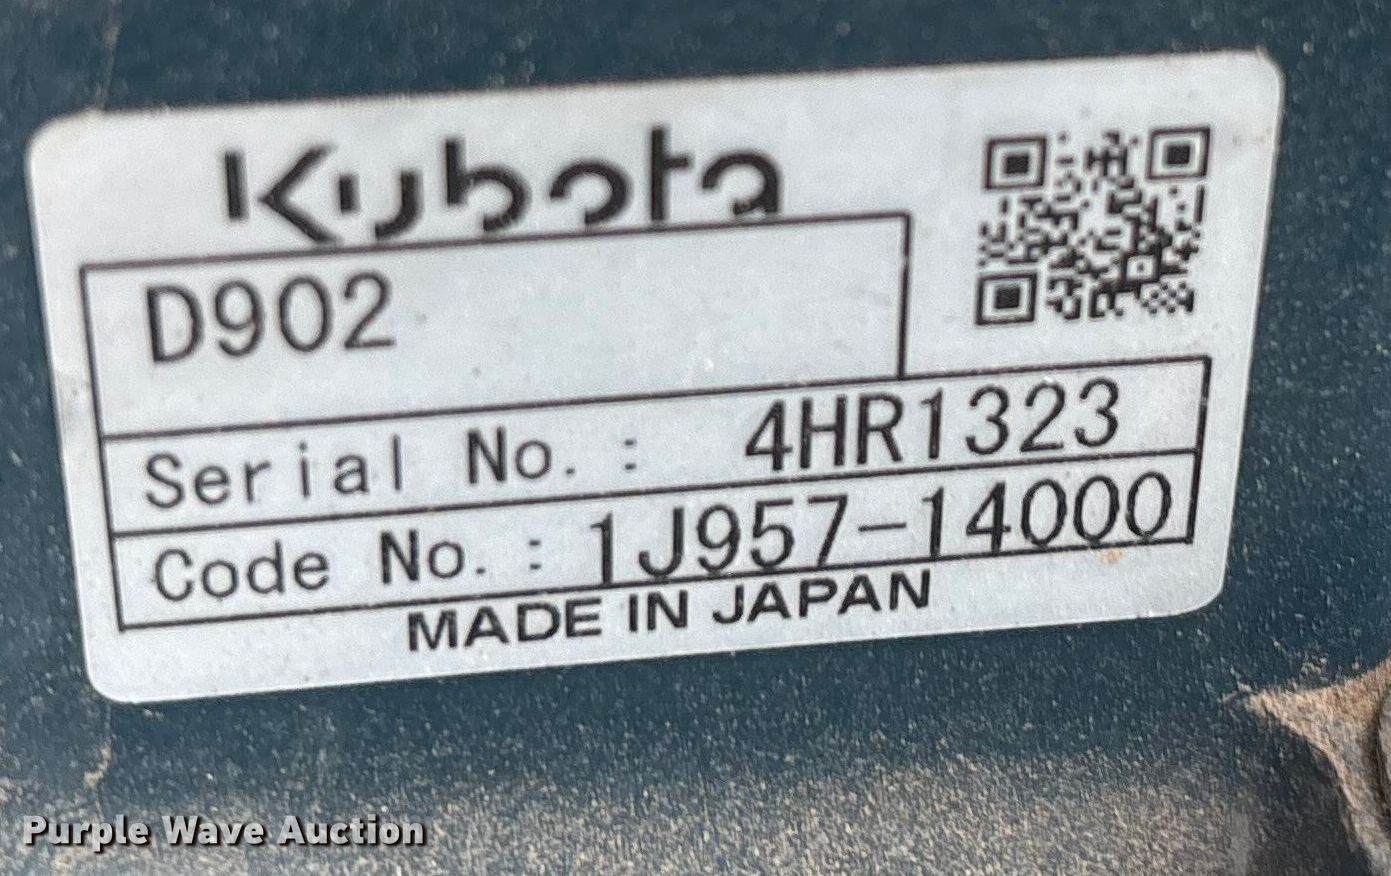 Kubota
D902
Serial No. : 4HR1323
Code No. : 1J957-14000
MADE IN JAPAN
Purple Wave Auction